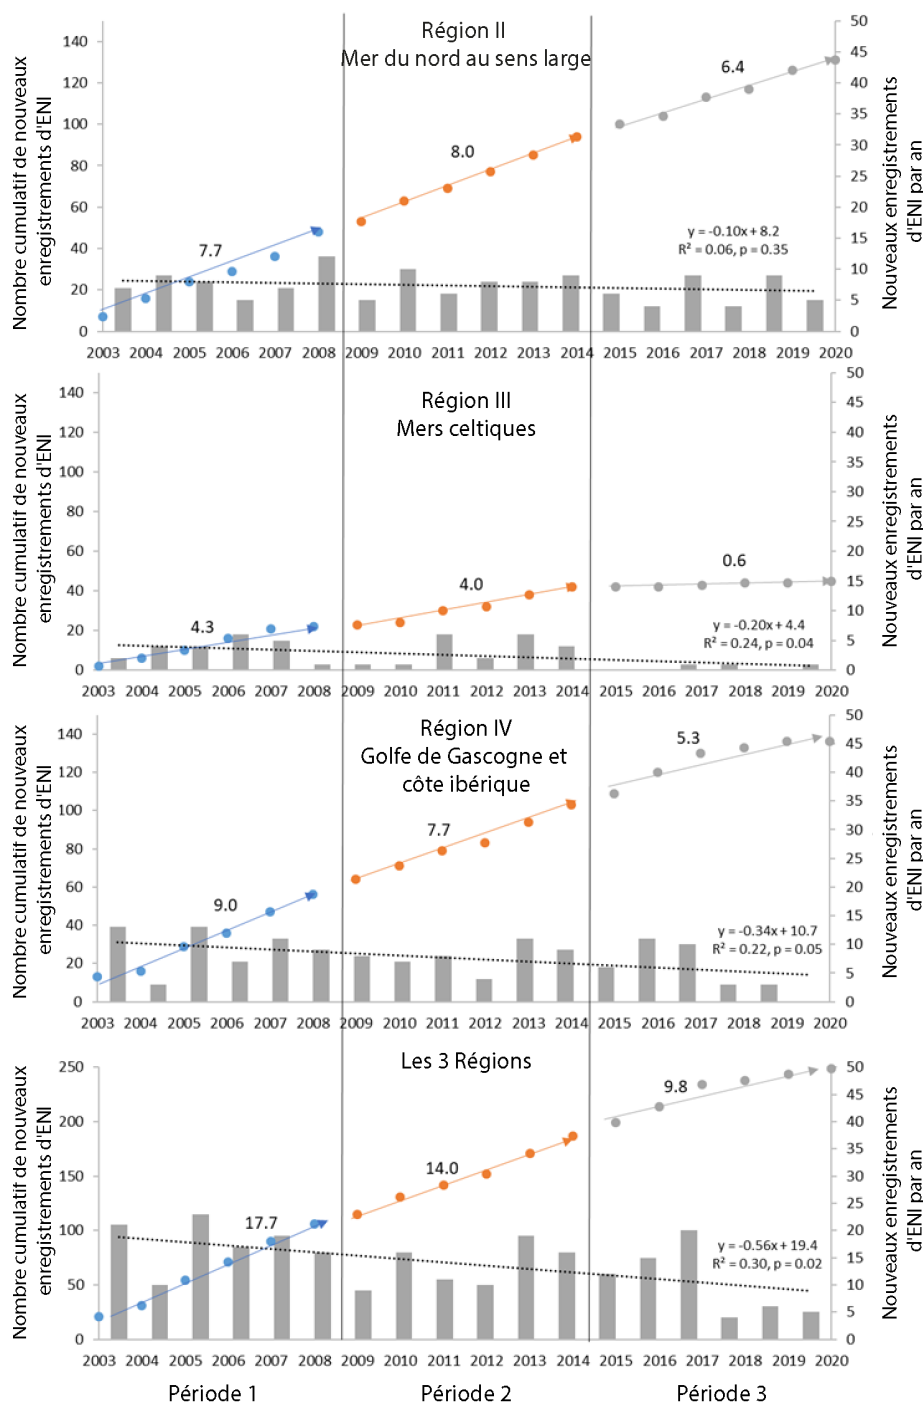 Région II
Mer du nord au sens large
Nombre cumulatif de nouveaux
enregistrements d'ENI
Nouveaux enregistrements
d'ENI par an
140
120
100
80
60
40
20
0
50
45
40
35
30
25
20
15
10
5
0
7.7
8.0
6.4
y = -0.10x + 8.2
R² = 0.06, p = 0.35
2003 2004 2005 2006 2007 2008 2009 2010 2011 2012 2013 2014 2015 2016 2017 2018 2019 2020
Région III
Mers celtiques
Nombre cumulatif de nouveaux
enregistrements d'ENI
Nouveaux enregistrements
d'ENI par an
140
120
100
80
60
40
20
0
50
45
40
35
30
25
20
15
10
5
0
4.3
4.0
0.6
y = -0.20x + 4.4
R² = 0.24, p = 0.04
2003 2004 2005 2006 2007 2008 2009 2010 2011 2012 2013 2014 2015 2016 2017 2018 2019 2020
Région IV
Golfe de Gascogne et
côte ibérique
Nombre cumulatif de nouveaux
enregistrements d'ENI
Nouveaux enregistrements
d'ENI par an
140
120
100
80
60
40
20
0
50
45
40
35
30
25
20
15
10
5
0
9.0
7.7
5.3
y = -0.34x + 10.7
R² = 0.22, p = 0.05
2003 2004 2005 2006 2007 2008 2009 2010 2011 2012 2013 2014 2015 2016 2017 2018 2019 2020
Les 3 Régions
Nombre cumulatif de nouveaux
enregistrements d'ENI
Nouveaux enregistrements
d'ENI par an
250
200
150
100
50
0
50
45
40
35
30
25
20
15
10
5
0
17.7
14.0
9.8
y = -0.56x + 19.4
R² = 0.30, p = 0.02
2003 2004 2005 2006 2007 2008 2009 2010 2011 2012 2013 2014 2015 2016 2017 2018 2019 2020
Période 1 Période 2 Période 3